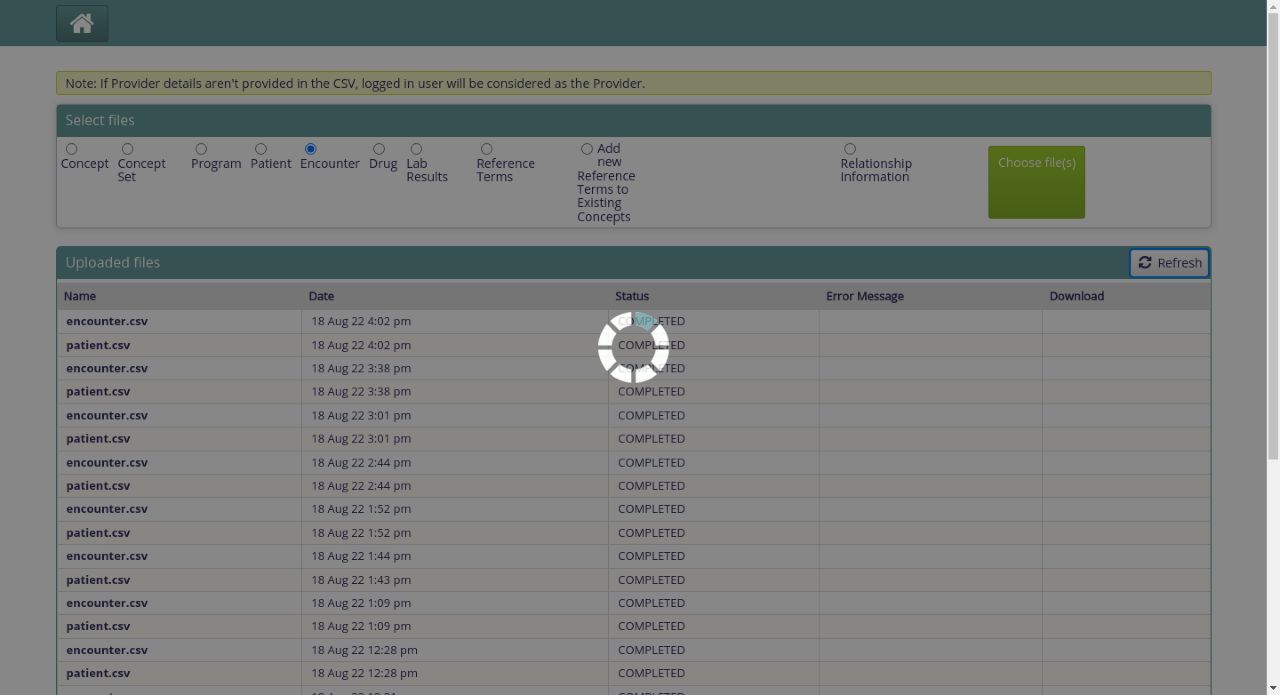 Note: If Provider details aren't provided in the CSV, logged in user will be considered as the Provider.
Select files
Concept
Concept Set
Program
Patient
Encounter
Drug
Lab Results
Reference Terms
Add new Reference Terms to Existing Concepts
Relationship Information
Choose file(s)
Uploaded files
Refresh
Name Date Status Error Message Download
encounter.csv 18 Aug 22 4:02 pm COMPLETED
patient.csv 18 Aug 22 4:02 pm COMPLETED
encounter.csv 18 Aug 22 3:38 pm COMPLETED
patient.csv 18 Aug 22 3:38 pm COMPLETED
encounter.csv 18 Aug 22 3:01 pm COMPLETED
patient.csv 18 Aug 22 3:01 pm COMPLETED
encounter.csv 18 Aug 22 2:44 pm COMPLETED
patient.csv 18 Aug 22 2:44 pm COMPLETED
encounter.csv 18 Aug 22 1:52 pm COMPLETED
patient.csv 18 Aug 22 1:52 pm COMPLETED
encounter.csv 18 Aug 22 1:44 pm COMPLETED
patient.csv 18 Aug 22 1:43 pm COMPLETED
encounter.csv 18 Aug 22 1:09 pm COMPLETED
patient.csv 18 Aug 22 1:09 pm COMPLETED
encounter.csv 18 Aug 22 12:28 pm COMPLETED
patient.csv 18 Aug 22 12:28 pm COMPLETED